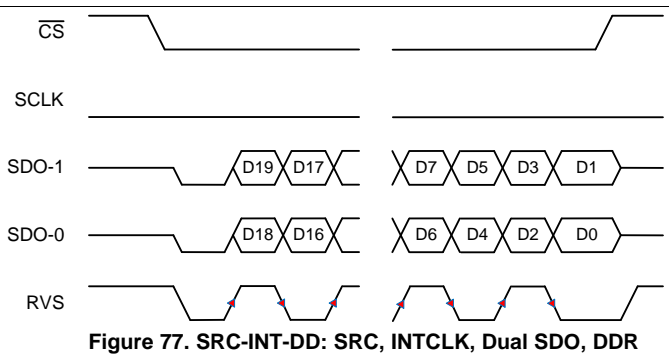 CS
SCLK
SDO-1 D19 D17 D7 D5 D3 D1
SDO-0 D18 D16 D6 D4 D2 D0
RVS
Figure 77. SRC-INT-DD: SRC, INTCLK, Dual SDO, DDR